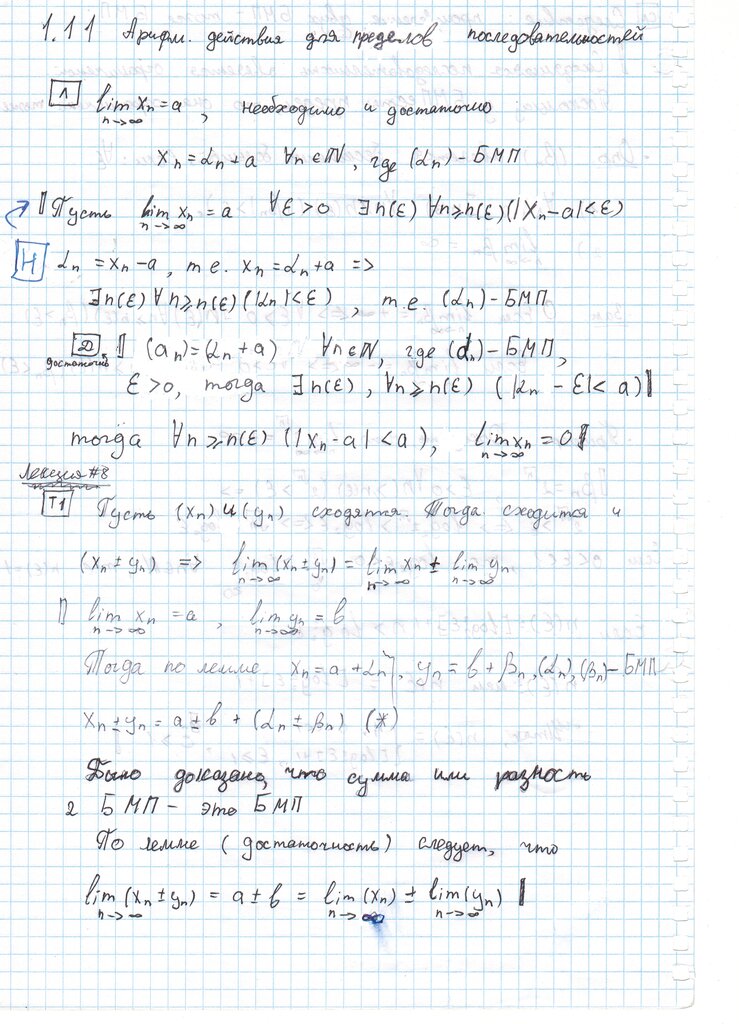 1.11 Арифм. действия для пределов последовательностей
Л lim xₙ = a, необходимо и достаточно
n→∞
xₙ = αₙ + a ∀n ∈ ℕ, где (αₙ) – БМП
Пусть lim xₙ = a ∀ε > 0 ∃n(ε) ∀n ≥ n(ε) (|xₙ – a| < ε)
n→∞
Н αₙ = xₙ – a, т.е. xₙ = αₙ + a =>
∃n(ε) ∀n ≥ n(ε) (|αₙ| < ε), т.е. (αₙ) – БМП
Д (aₙ) = (αₙ + a) ∀n ∈ ℕ, где (αₙ) – БМП,
достаточн.
ε > 0, тогда ∃n(ε), ∀n ≥ n(ε) (|αₙ – ε| < a)
тогда ∀n ≥ n(ε) (|xₙ – a| < a), lim xₙ = 0
n→∞
Лекция #8
Т1 Пусть (xₙ) и (yₙ) сходятся. Тогда сходится и
(xₙ ± yₙ) => lim (xₙ ± yₙ) = lim xₙ ± lim yₙ
n→∞ n→∞ n→∞
lim xₙ = a, lim yₙ = b
n→∞ n→∞
Тогда по лемме xₙ = a + αₙ, yₙ = b + βₙ, (αₙ), (βₙ) – БМП
xₙ ± yₙ = a ± b + (αₙ ± βₙ) (*)
Было доказано, что сумма или разность
2 БМП – это БМП
По лемме (достаточность) следует, что
lim (xₙ ± yₙ) = a ± b = lim (xₙ) ± lim (yₙ)
n→∞ n→∞ n→∞